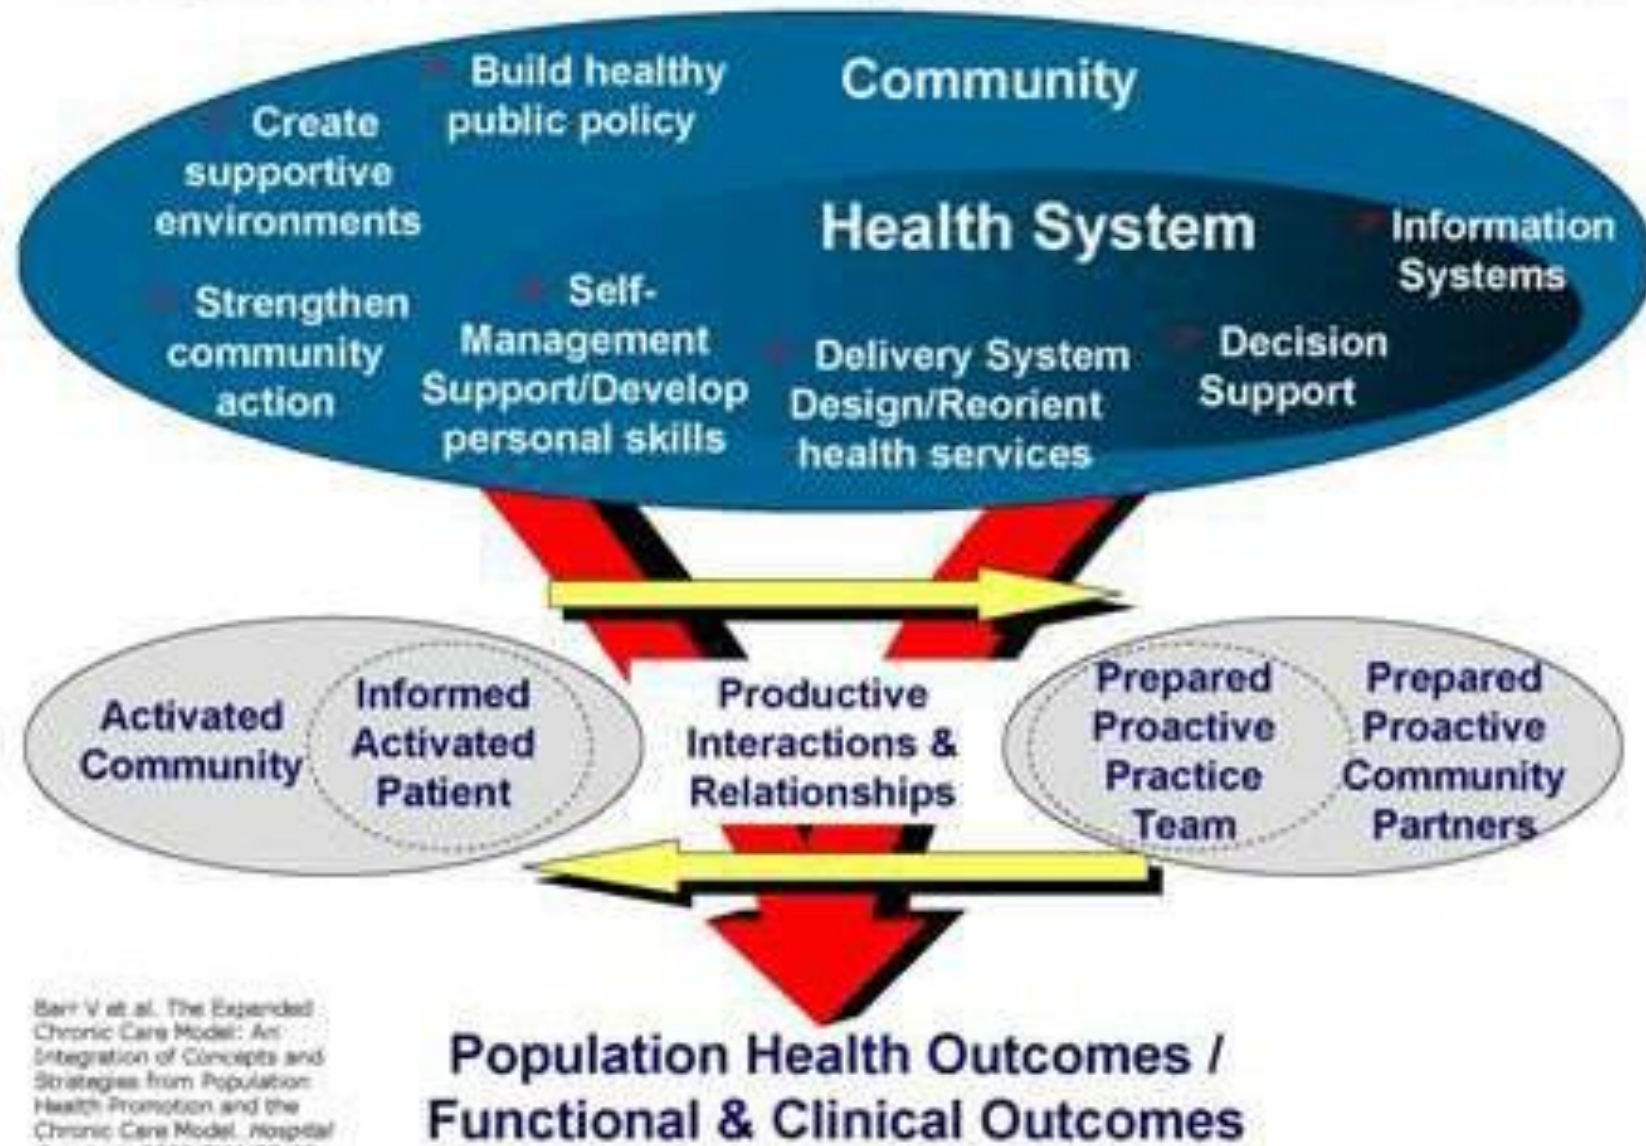 Build healthy
public policy
Community
Create
supportive
environments
Health System
Information
Systems
Strengthen
community
action
Self-
Management
Support/Develop
personal skills
Delivery System
Design/Reorient
health services
Decision
Support
Activated
Community
Informed
Activated
Patient
Productive
Interactions &
Relationships
Prepared
Proactive
Practice
Team
Prepared
Proactive
Community
Partners
Barr V et al. The Expanded
Chronic Care Model: An
Integration of Concepts and
Strategies from Population
Health Promotion and the
Chronic Care Model. Hospital
Population Health Outcomes /
Functional & Clinical Outcomes